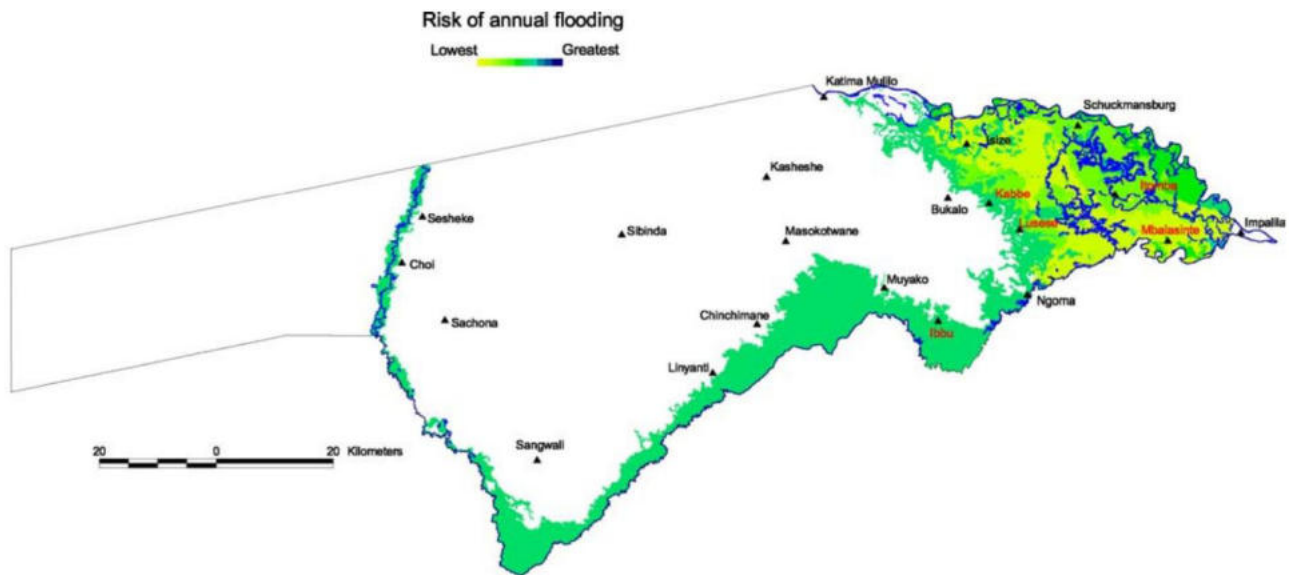 Risk of annual flooding
Lowest Greatest
Katima Mulilo
Schuckmansburg
Isize
Kasheshe
Kabbe
Bukalo
Sesheke
Sibinda
Masokotwane
Lusese
Mbalasinte
Impalila
Choi
Muyako
Ngoma
Sachona
Chinchimane
Ibbu
Linyanti
Sangwali
20 0 20 Kilometers